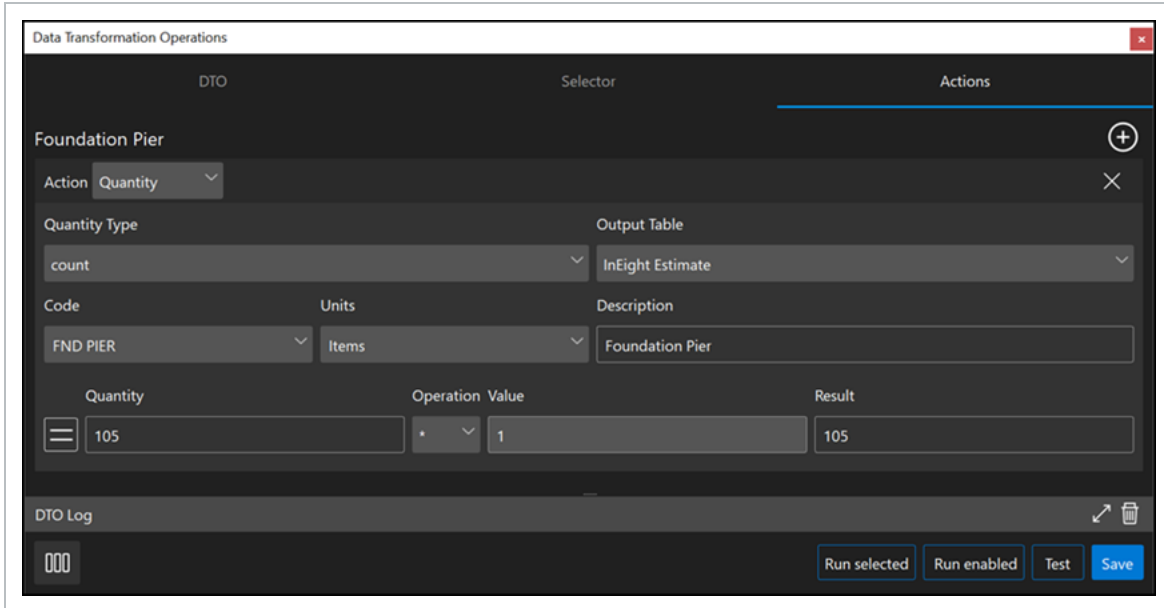 Data Transformation Operations
DTO Selector Actions
Foundation Pier
Action Quantity
Quantity Type Output Table
count InEight Estimate
Code Units Description
FND PIER Items Foundation Pier
Quantity Operation Value Result
105 * 1 105
DTO Log
Run selected Run enabled Test Save